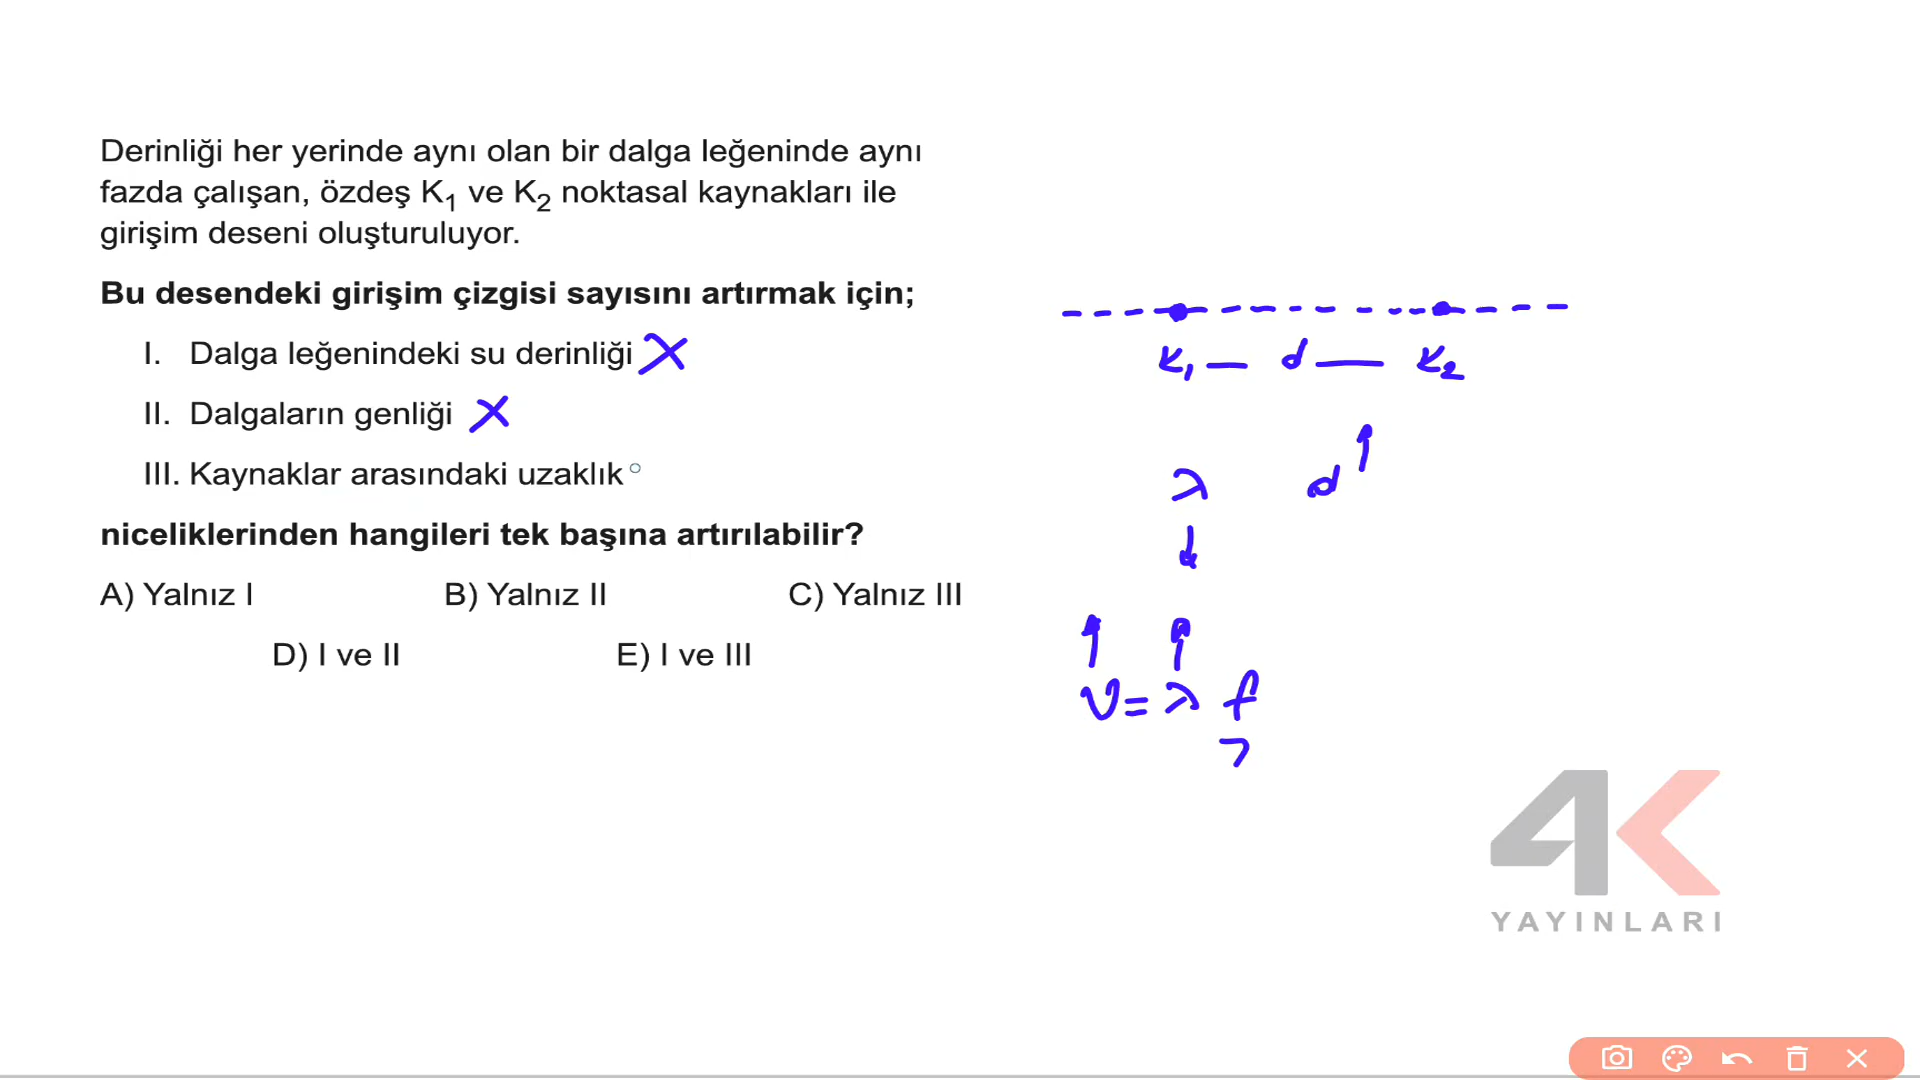 Derinliği her yerinde aynı olan bir dalga leğeninde aynı
fazda çalışan, özdeş K₁ ve K₂ noktasal kaynakları ile
girişim deseni oluşturuluyor.
Bu desendeki girişim çizgisi sayısını artırmak için;
I. Dalga leğenindeki su derinliği X
II. Dalgaların genliği X
III. Kaynaklar arasındaki uzaklık
niceliklerinden hangileri tek başına artırılabilir?
A) Yalnız I B) Yalnız II C) Yalnız III
D) I ve II E) I ve III
K₁ — d — K₂
λ ↓ d ↑
↑ ↑
V = λ f
4K
YAYINLARI